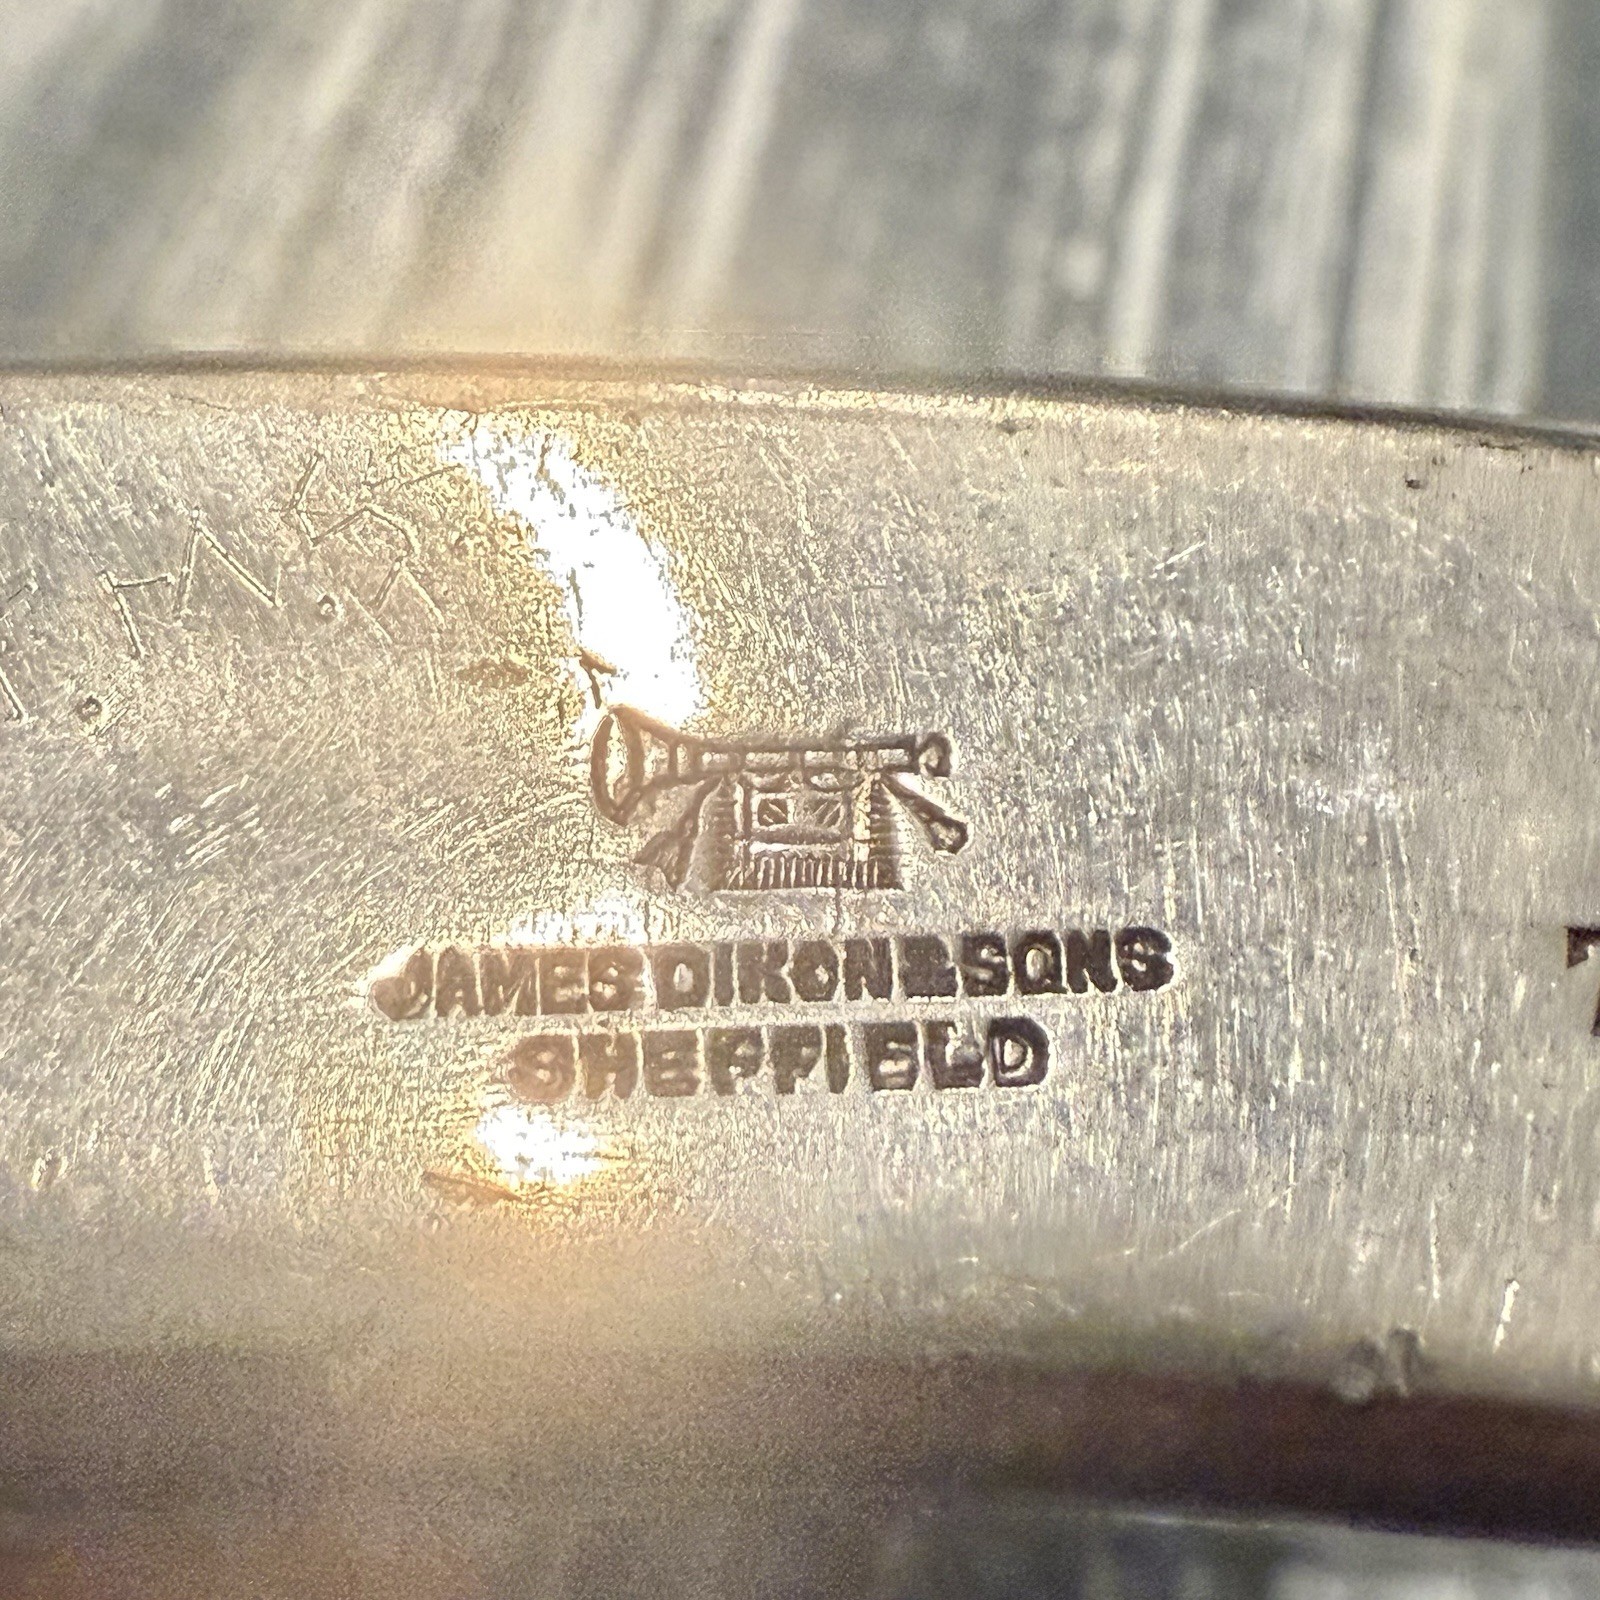 JAMES DIXON & SONS
SHEFFIELD